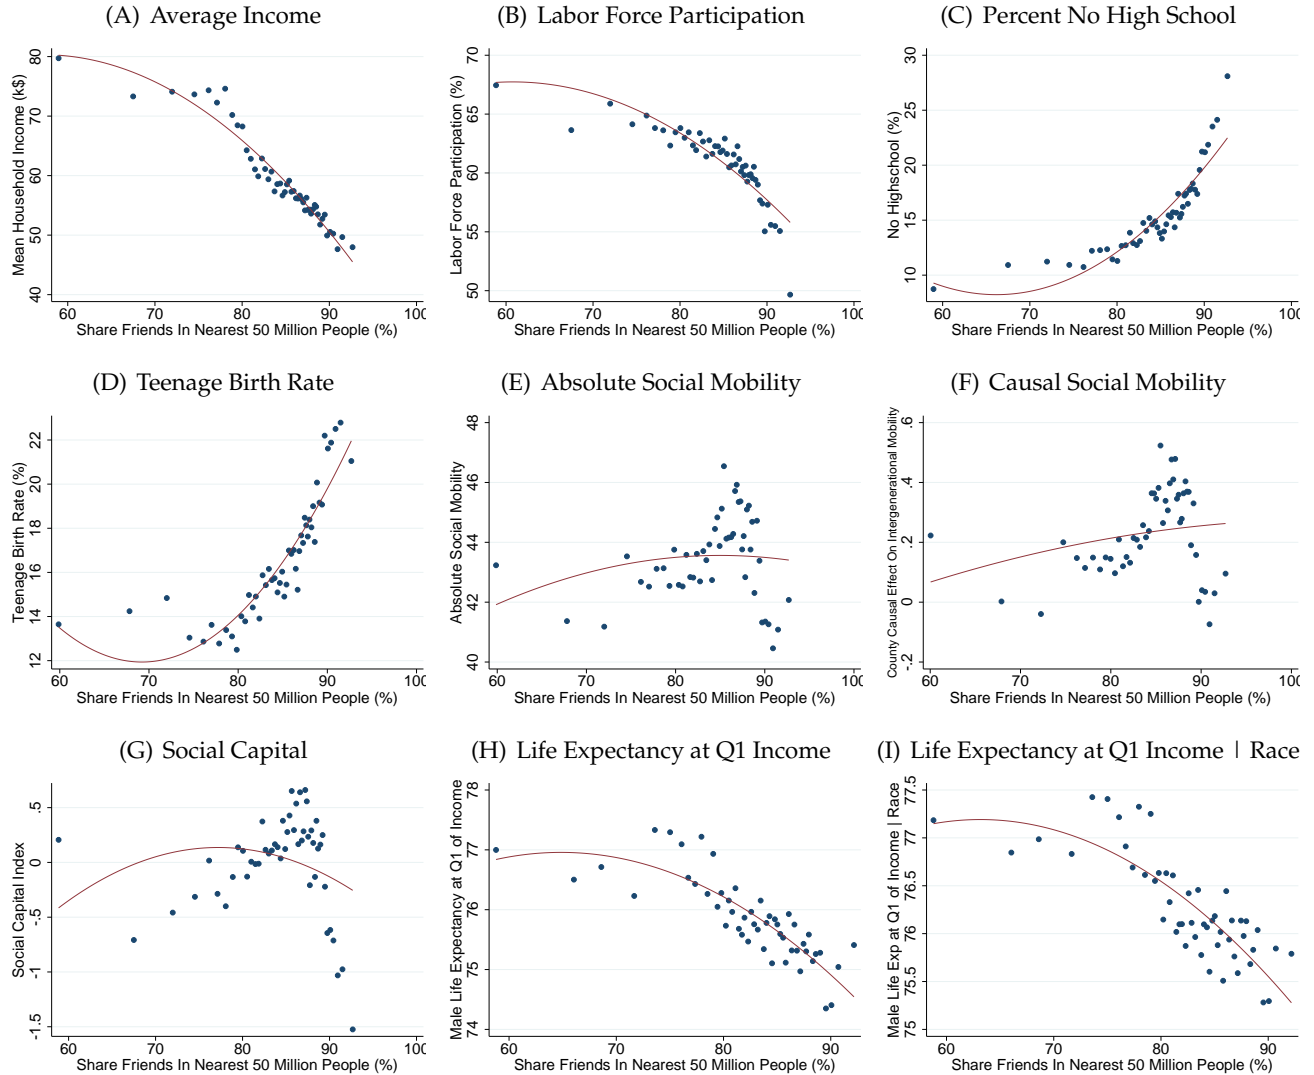 (A) Average Income
Mean Household Income (k$)
80
70
60
50
40
60 70 80 90 100
Share Friends In Nearest 50 Million People (%)
(B) Labor Force Participation
Labor Force Participation (%)
70
65
60
55
50
60 70 80 90 100
Share Friends In Nearest 50 Million People (%)
(C) Percent No High School
No Highschool (%)
30
25
20
15
10
60 70 80 90 100
Share Friends In Nearest 50 Million People (%)
(D) Teenage Birth Rate
Teenage Birth Rate (%)
22
20
18
16
14
12
60 70 80 90 100
Share Friends In Nearest 50 Million People (%)
(E) Absolute Social Mobility
Absolute Social Mobility
48
46
44
42
40
60 70 80 90 100
Share Friends In Nearest 50 Million People (%)
(F) Causal Social Mobility
County Causal Effect On Intergenerational Mobility
.6
.4
.2
0
-.2
60 70 80 90 100
Share Friends In Nearest 50 Million People (%)
(G) Social Capital
Social Capital Index
.5
0
-.5
-1
-1.5
60 70 80 90 100
Share Friends In Nearest 50 Million People (%)
(H) Life Expectancy at Q1 Income
Male Life Expectancy at Q1 of Income
78
77
76
75
74
60 70 80 90
Share Friends In Nearest 50 Million People (%)
(I) Life Expectancy at Q1 Income | Race
Male Life Exp at Q1 of Income | Race
77.5
77
76.5
76
75.5
75
60 70 80 90
Share Friends In Nearest 50 Million People (%)